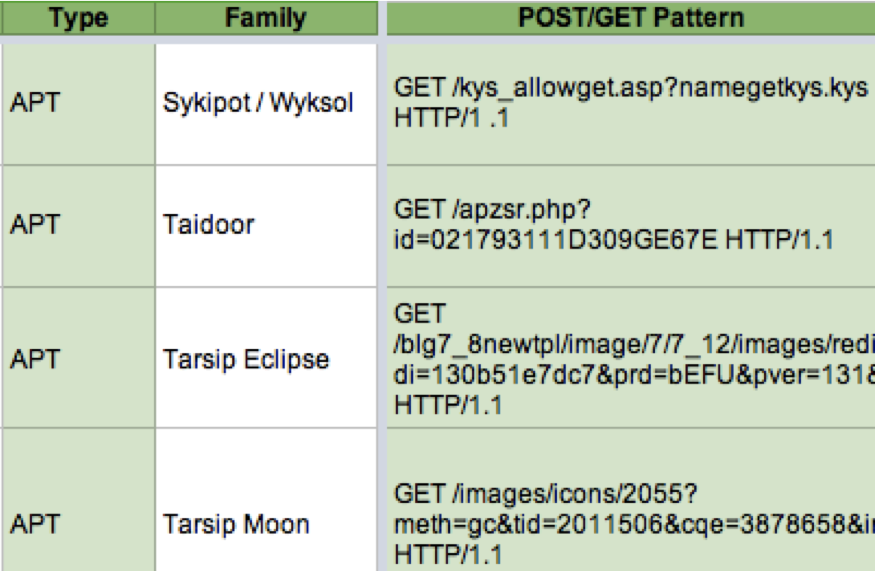 Type Family POST/GET Pattern
APT Sykipot / Wyksol GET /kys_allowget.asp?namegetkys.kys
HTTP/1 .1
APT Taidoor GET /apzsr.php?
id=021793111D309GE67E HTTP/1.1
GET
/blg7_8newtpl/image/7/7_12/images/redi
APT Tarsip Eclipse di=130b51e7dc7&prd=bEFU&pver=131&
HTTP/1.1
GET /images/icons/2055?
APT Tarsip Moon meth=gc&tid=2011506&cqe=3878658&in
HTTP/1.1